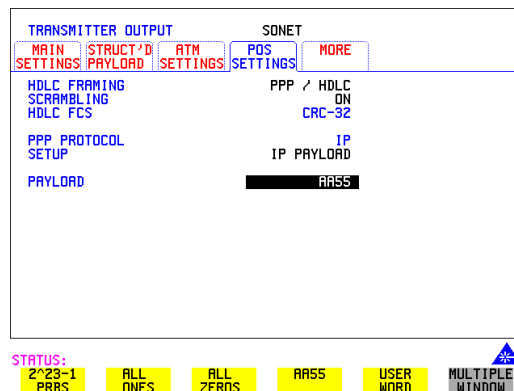 TRANSMITTER OUTPUT SONET
MAIN SETTINGS STRUCT'D PAYLOAD ATM SETTINGS POS SETTINGS MORE
HDLC FRAMING PPP / HDLC
SCRAMBLING ON
HDLC FCS CRC-32
PPP PROTOCOL IP
SETUP IP PAYLOAD
PAYLOAD AA55
STATUS:
2^23-1 PRBS ALL ONES ALL ZEROS AA55 USER WORD MULTIPLE WINDOW